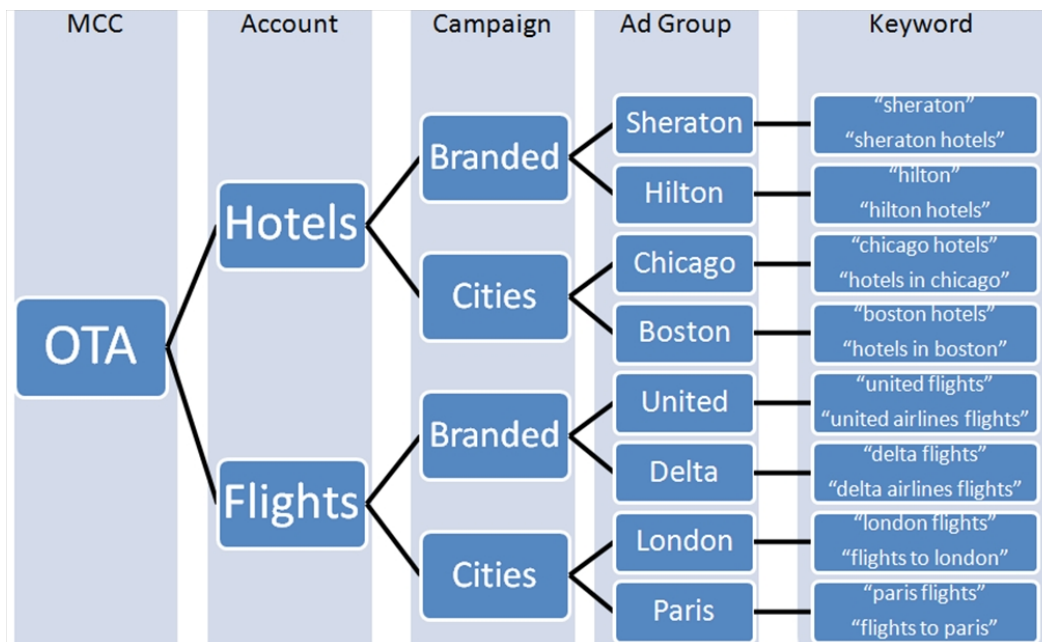 MCC
Account
Campaign
Ad Group
Keyword
OTA
Hotels
Flights
Branded
Cities
Branded
Cities
Sheraton
Hilton
Chicago
Boston
United
Delta
London
Paris
“sheraton”
“sheraton hotels”
“hilton”
“hilton hotels”
“chicago hotels”
“hotels in chicago”
“boston hotels”
“hotels in boston”
“united flights”
“united airlines flights”
“delta flights”
“delta airlines flights”
“london flights”
“flights to london”
“paris flights”
“flights to paris”